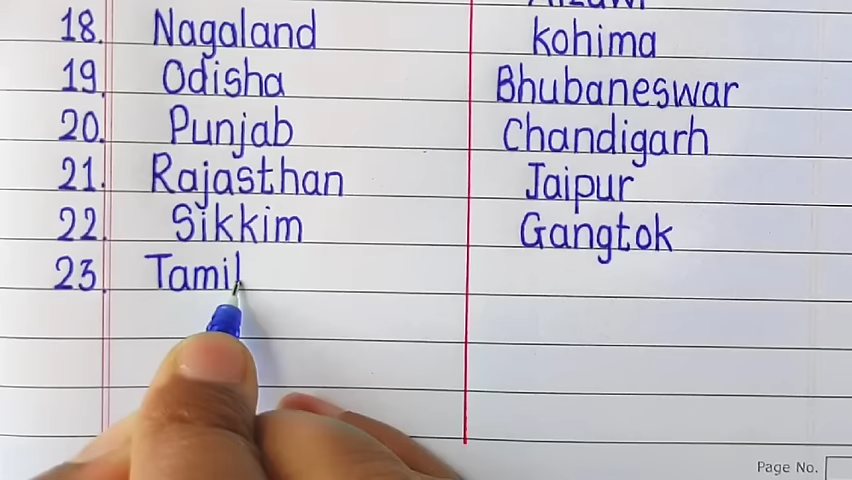 Aizawl
18. Nagaland Kohima
19. Odisha Bhubaneswar
20. Punjab Chandigarh
21. Rajasthan Jaipur
22. Sikkim Gangtok
23. Tamil
Page No.